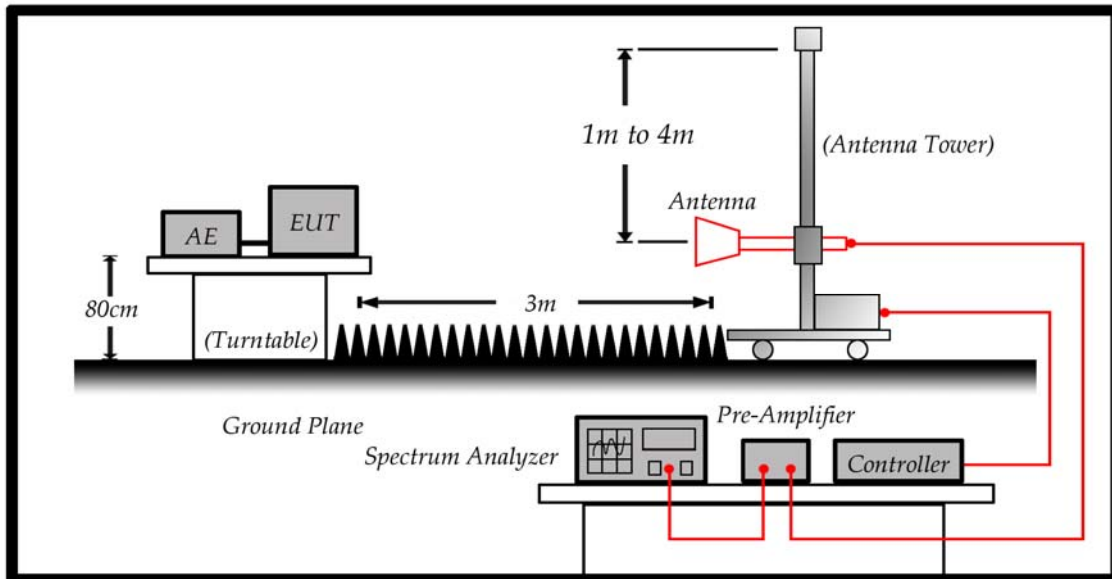 1m to 4m
(Antenna Tower)
Antenna
AE
EUT
80cm
3m
(Turntable)
Ground Plane
Pre-Amplifier
Spectrum Analyzer
Controller